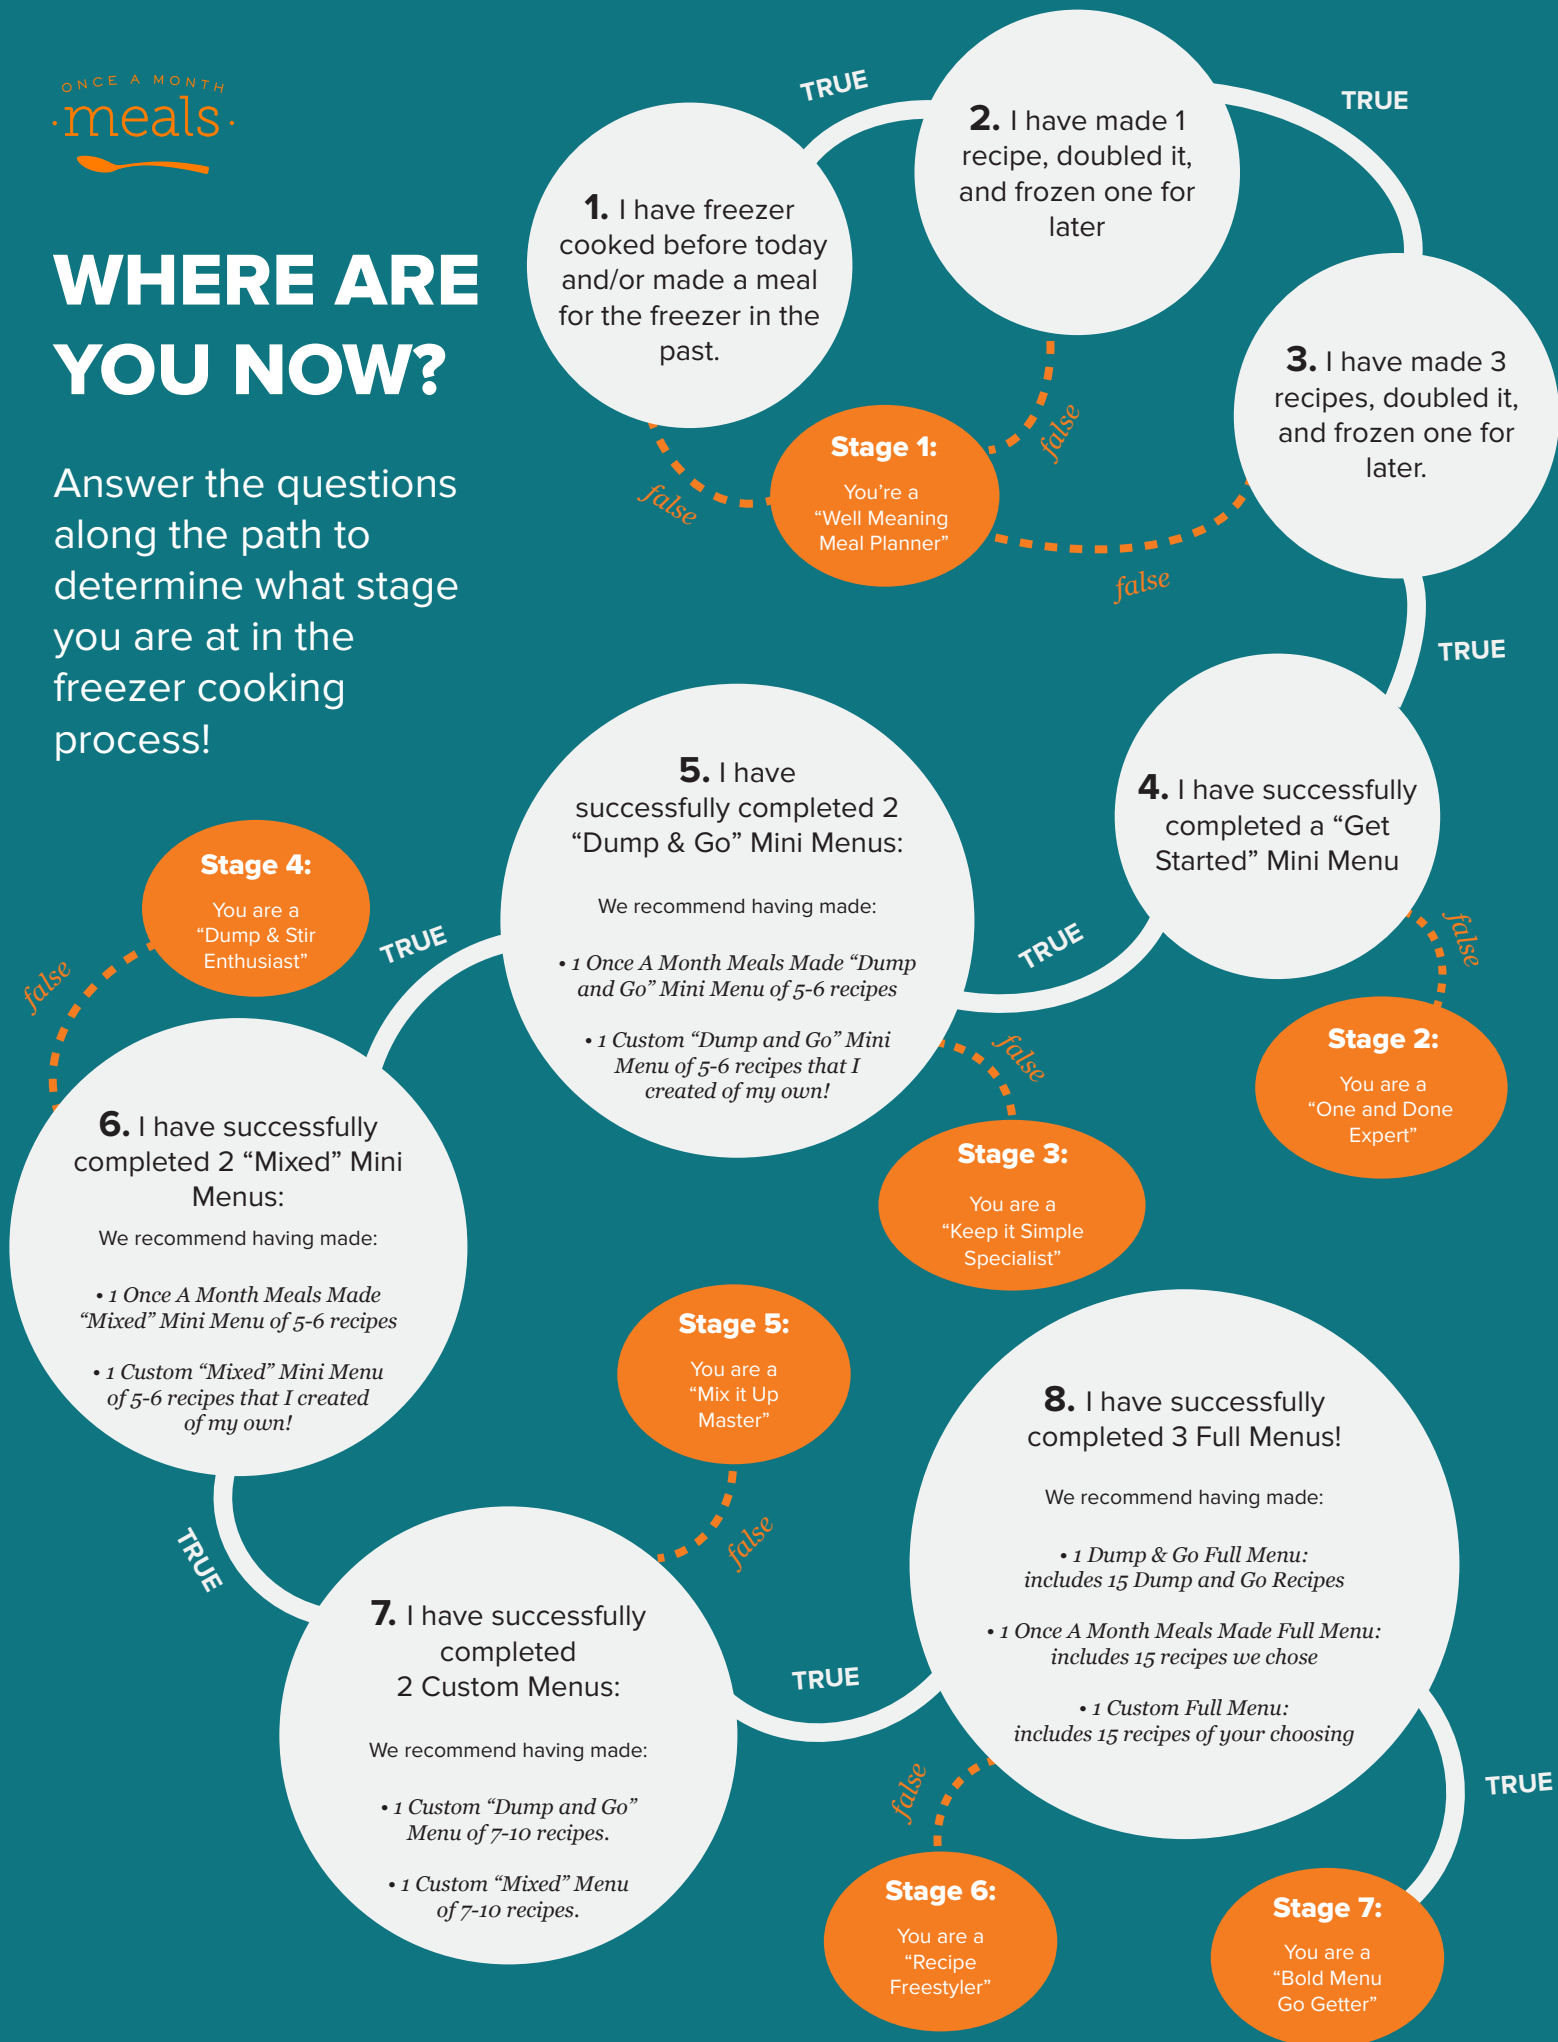 ONCE A MONTH
·meals·
WHERE ARE
YOU NOW?
Answer the questions
along the path to
determine what stage
you are at in the
freezer cooking
process!
1. I have freezer
cooked before today
and/or made a meal
for the freezer in the
past.
TRUE
false
2. I have made 1
recipe, doubled it,
and frozen one for
later
TRUE
false
3. I have made 3
recipes, doubled it,
and frozen one for
later.
TRUE
false
Stage 1:
You're a
“Well Meaning
Meal Planner”
4. I have successfully
completed a “Get
Started” Mini Menu
TRUE
false
Stage 2:
You are a
“One and Done
Expert”
5. I have
successfully completed 2
“Dump & Go” Mini Menus:
We recommend having made:
• 1 Once A Month Meals Made “Dump
and Go” Mini Menu of 5-6 recipes
• 1 Custom “Dump and Go” Mini
Menu of 5-6 recipes that I
created of my own!
TRUE
false
Stage 3:
You are a
“Keep it Simple
Specialist”
Stage 4:
You are a
“Dump & Stir
Enthusiast”
false
6. I have successfully
completed 2 “Mixed” Mini
Menus:
We recommend having made:
• 1 Once A Month Meals Made
“Mixed” Mini Menu of 5-6 recipes
• 1 Custom “Mixed” Mini Menu
of 5-6 recipes that I created
of my own!
TRUE
Stage 5:
You are a
“Mix it Up
Master”
false
7. I have successfully
completed
2 Custom Menus:
We recommend having made:
• 1 Custom “Dump and Go”
Menu of 7-10 recipes.
• 1 Custom “Mixed” Menu
of 7-10 recipes.
TRUE
8. I have successfully
completed 3 Full Menus!
We recommend having made:
• 1 Dump & Go Full Menu:
includes 15 Dump and Go Recipes
• 1 Once A Month Meals Made Full Menu:
includes 15 recipes we chose
• 1 Custom Full Menu:
includes 15 recipes of your choosing
false
TRUE
Stage 6:
You are a
“Recipe
Freestyler”
Stage 7:
You are a
“Bold Menu
Go Getter”